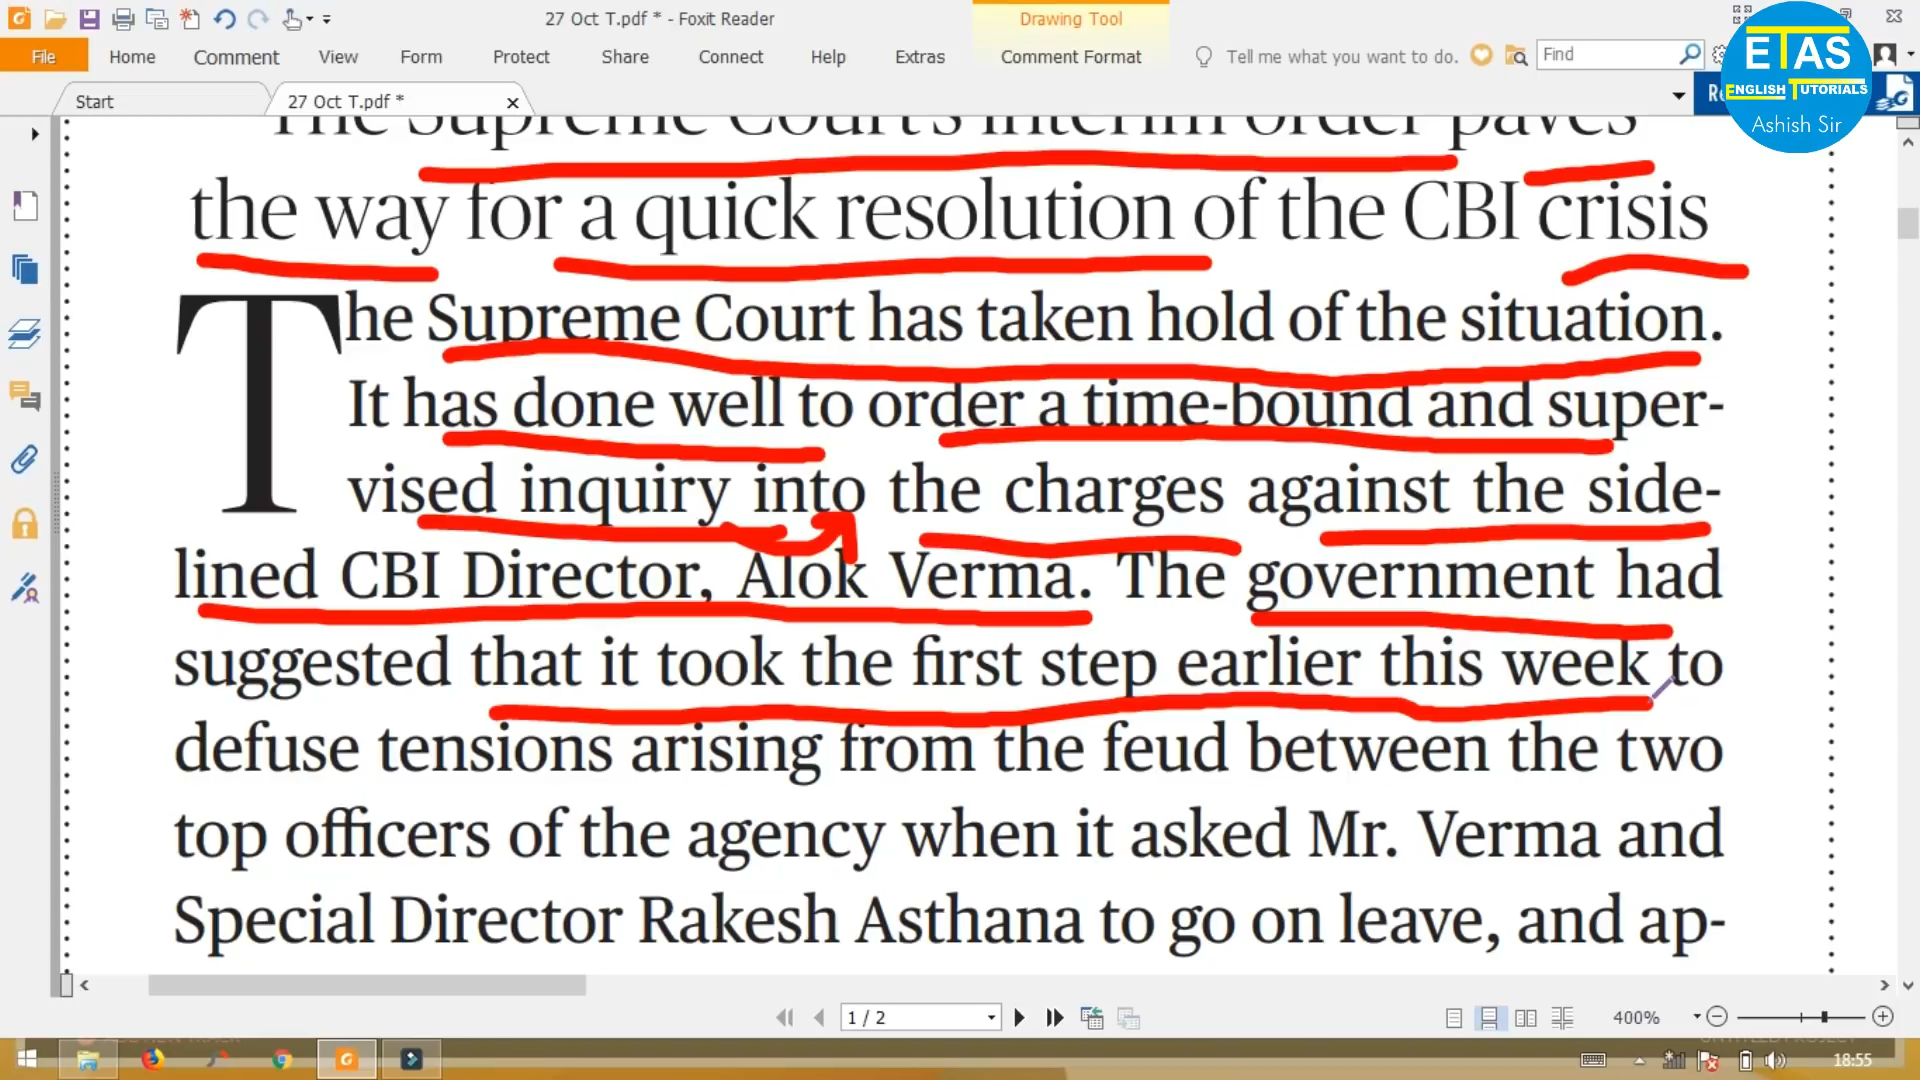 27 Oct T.pdf * - Foxit Reader
Drawing Tool
File
Home
Comment
View
Form
Protect
Share
Connect
Help
Extras
Comment Format
Tell me what you want to do.
Find
ETAS
ENGLISH TUTORIALS
Ashish Sir
Start
27 Oct T.pdf *
The Supreme Court's interim order paves
the way for a quick resolution of the CBI crisis
The Supreme Court has taken hold of the situation.
It has done well to order a time-bound and super-
vised inquiry into the charges against the side-
lined CBI Director, Alok Verma. The government had
suggested that it took the first step earlier this week to
defuse tensions arising from the feud between the two
top officers of the agency when it asked Mr. Verma and
Special Director Rakesh Asthana to go on leave, and ap-
1 / 2
400%
18:55